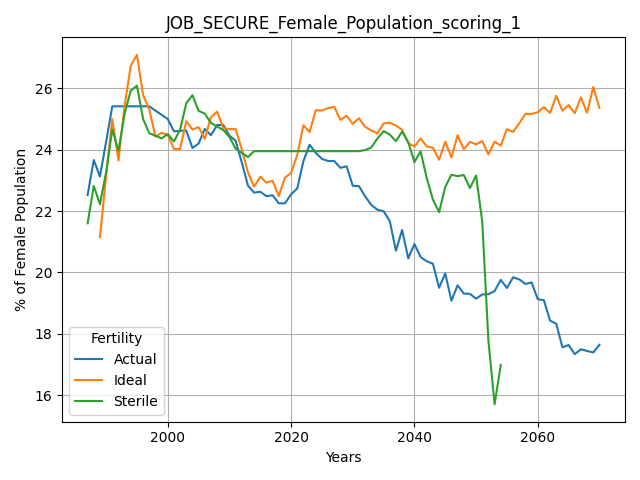 JOB_SECURE_Female_Population_scoring_1
% of Female Population
26
24
22
20
18
16
Fertility
Actual
Ideal
Sterile
2000 2020 2040 2060
Years